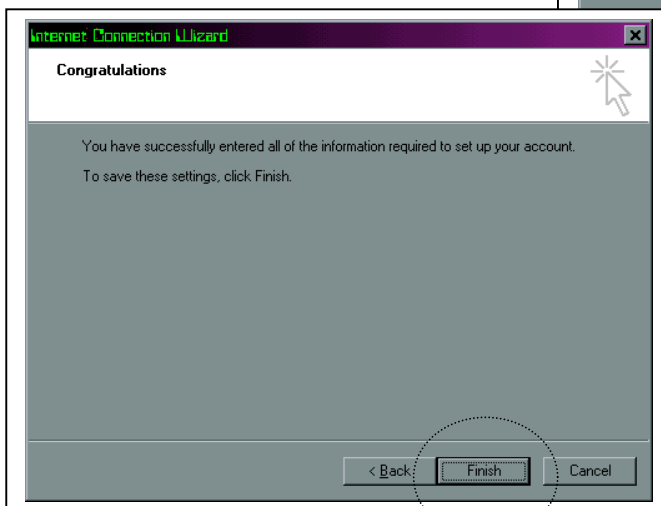 Internet Connection Wizard
Congratulations
You have successfully entered all of the information required to set up your account.
To save these settings, click Finish.
< Back
Finish
Cancel